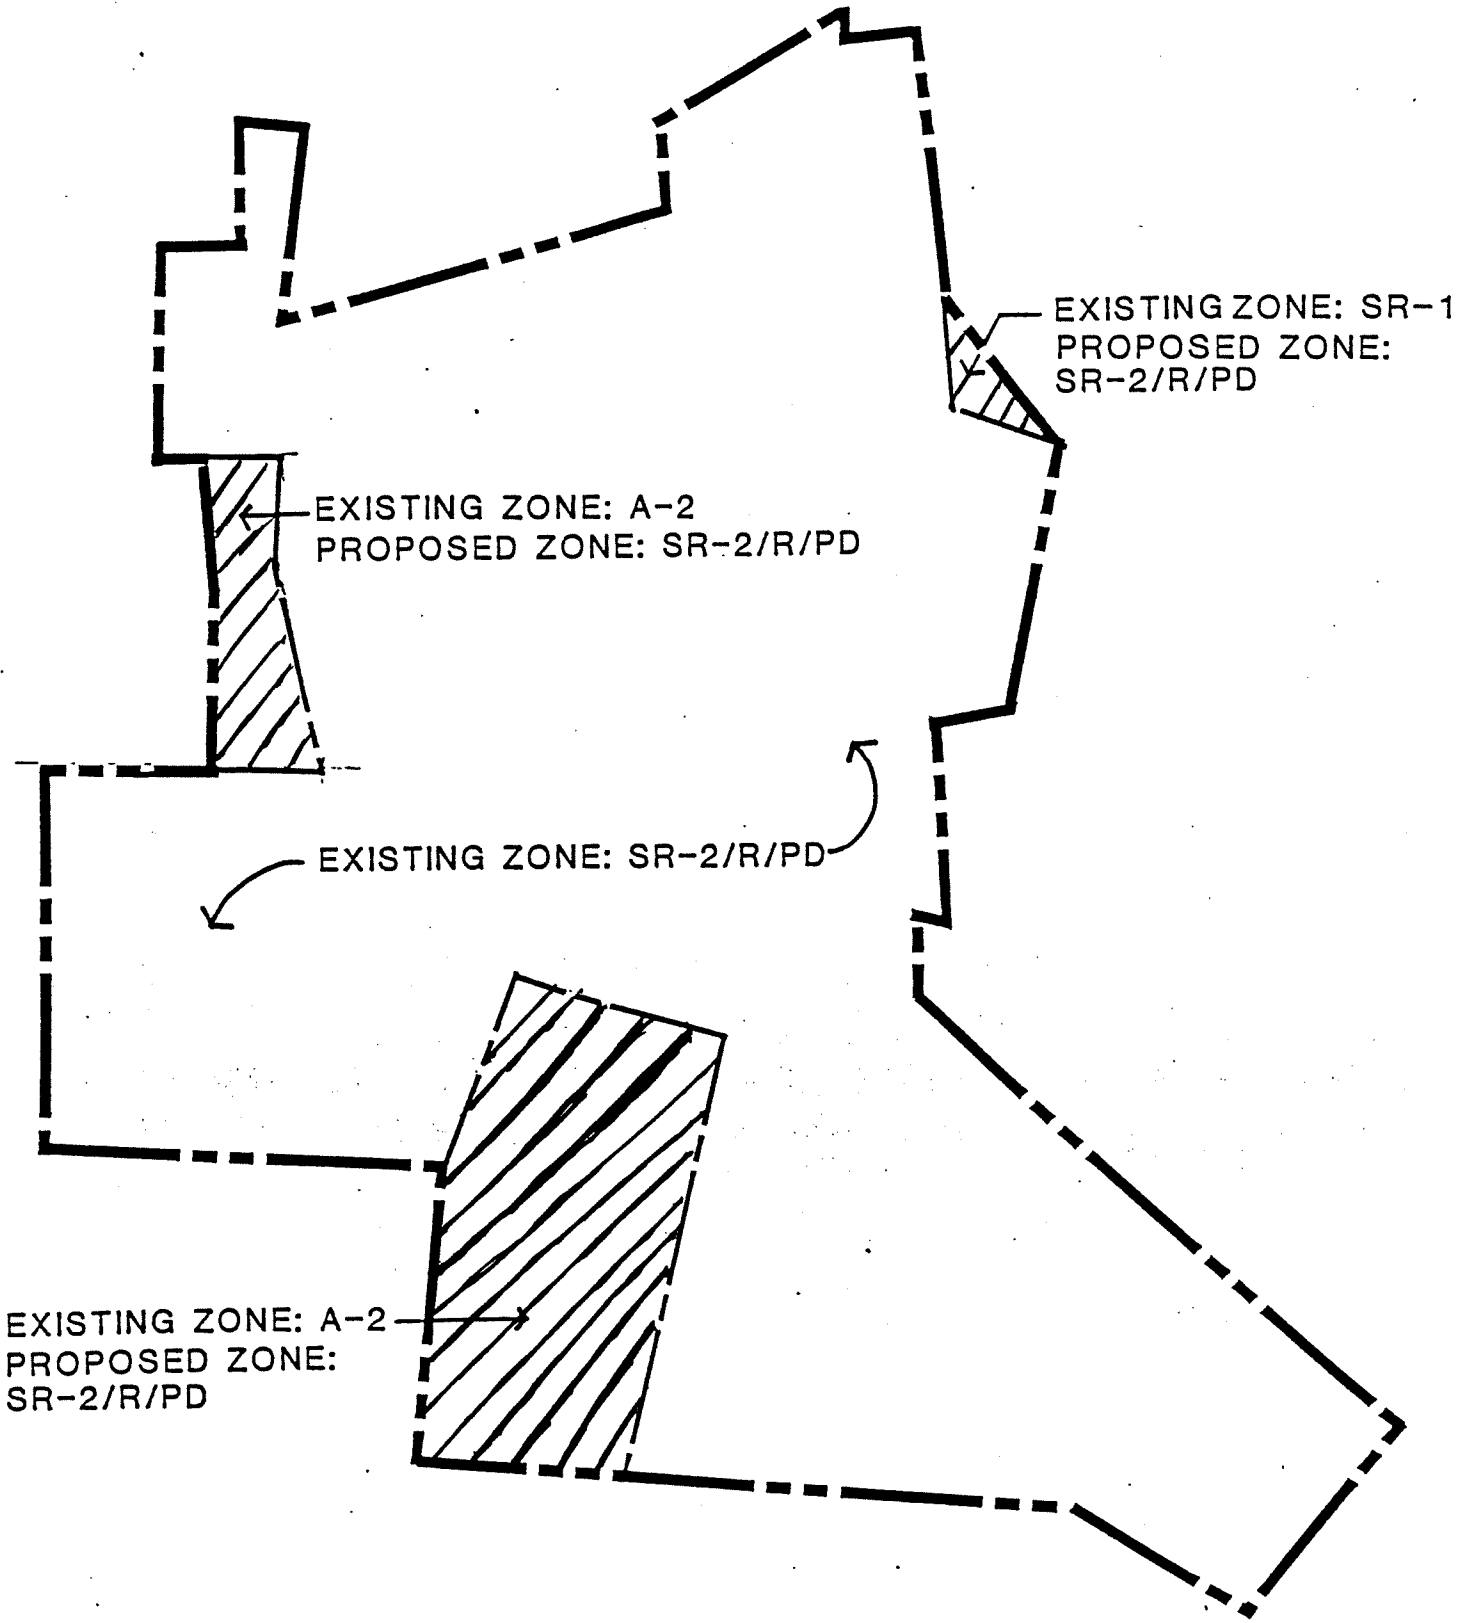 EXISTING ZONE: SR-1
PROPOSED ZONE:
SR-2/R/PD
EXISTING ZONE: A-2
PROPOSED ZONE: SR-2/R/PD
EXISTING ZONE: SR-2/R/PD
EXISTING ZONE: A-2
PROPOSED ZONE:
SR-2/R/PD